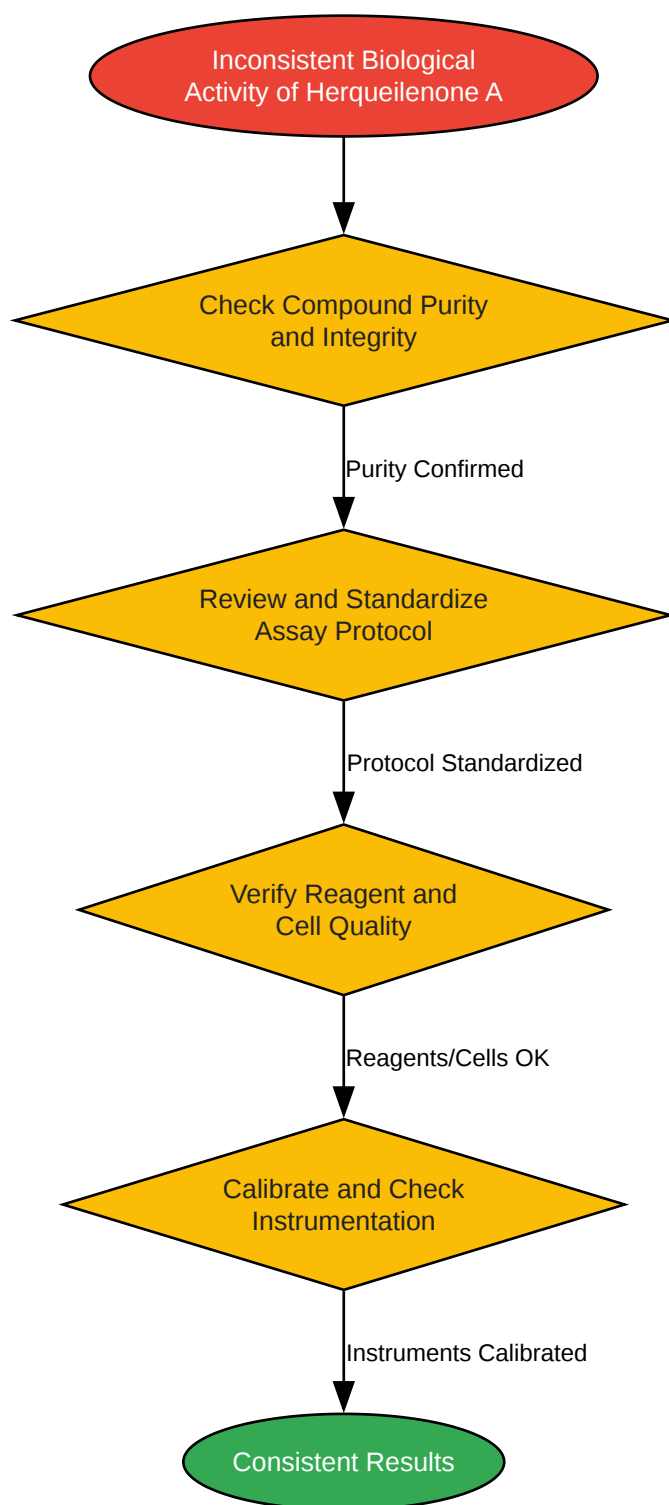 Inconsistent Biological
Activity of Herqueilenone A
Check Compound Purity
and Integrity
Purity Confirmed
Review and Standardize
Assay Protocol
Protocol Standardized
Verify Reagent and
Cell Quality
Reagents/Cells OK
Calibrate and Check
Instrumentation
Instruments Calibrated
Consistent Results